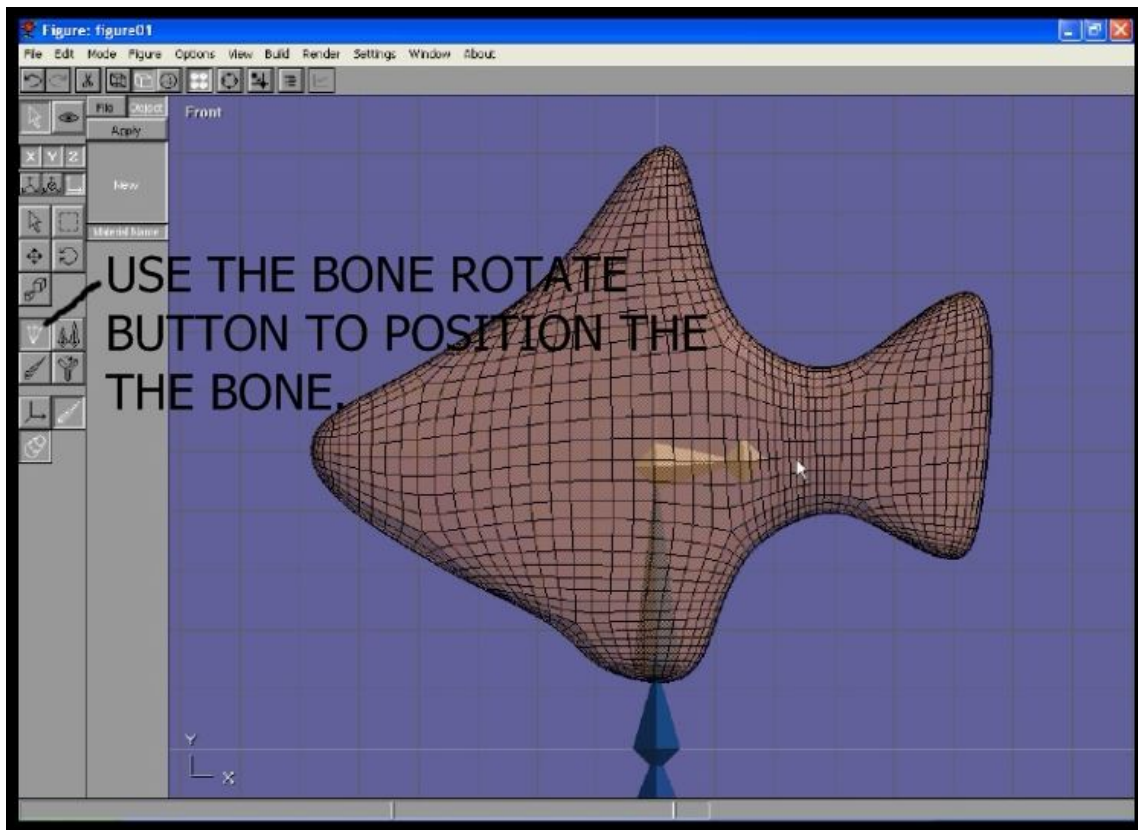 Figure: figure01
File Edit Mode Figure Options View Build Render Settings Window About
File Object
Apply
Front
X Y Z
New
Material Name
USE THE BONE ROTATE
BUTTON TO POSITION THE
THE BONE.
Y
X